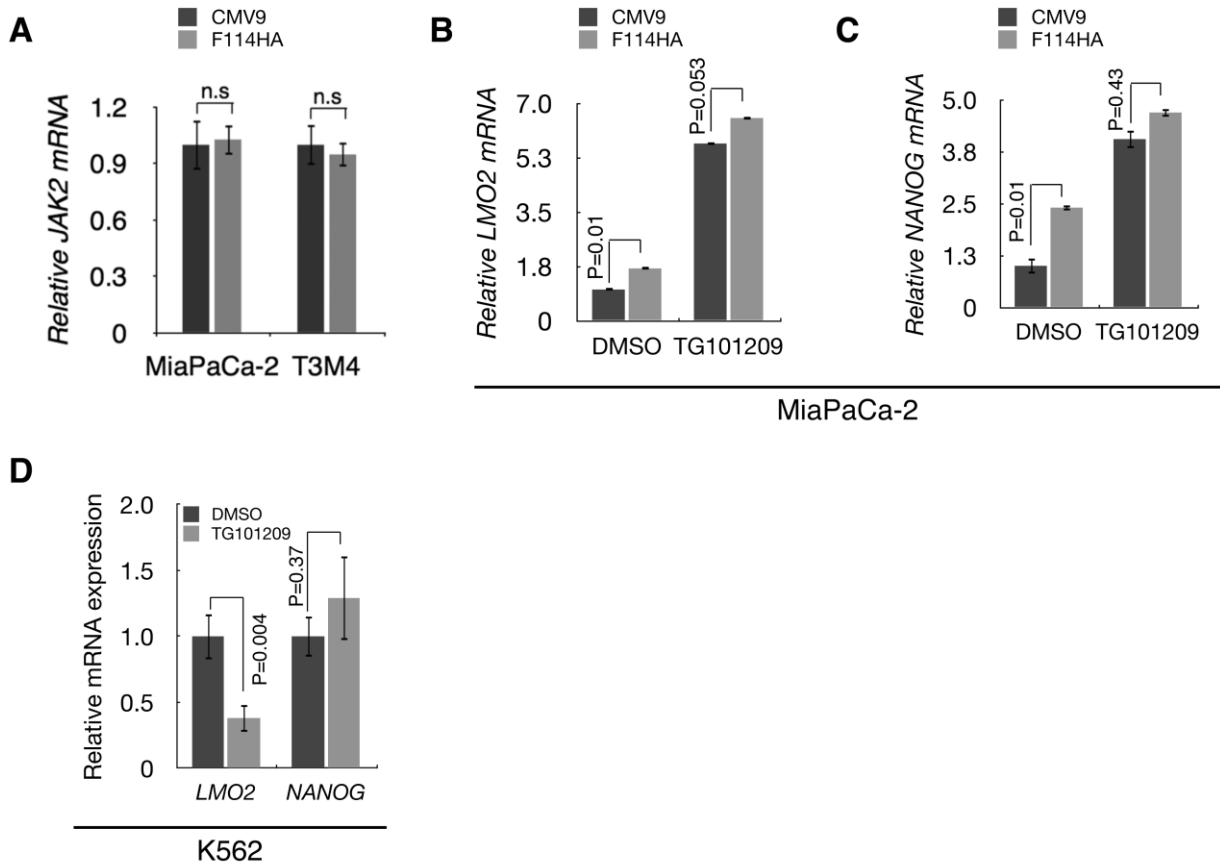 A
CMV9
F114HA
Relative JAK2 mRNA
1.2
0.9
0.6
0.3
0
n.s
n.s
MiaPaCa-2 T3M4
B
CMV9
F114HA
Relative LMO2 mRNA
7.0
5.3
3.5
1.8
0
P=0.01
P=0.053
DMSO TG101209
C
CMV9
F114HA
Relative NANOG mRNA
5.0
3.8
2.5
1.3
0
P=0.01
P=0.43
DMSO TG101209
MiaPaCa-2
D
DMSO
TG101209
Relative mRNA expression
2.0
1.5
1.0
0.5
0
P=0.004
P=0.37
LMO2 NANOG
K562